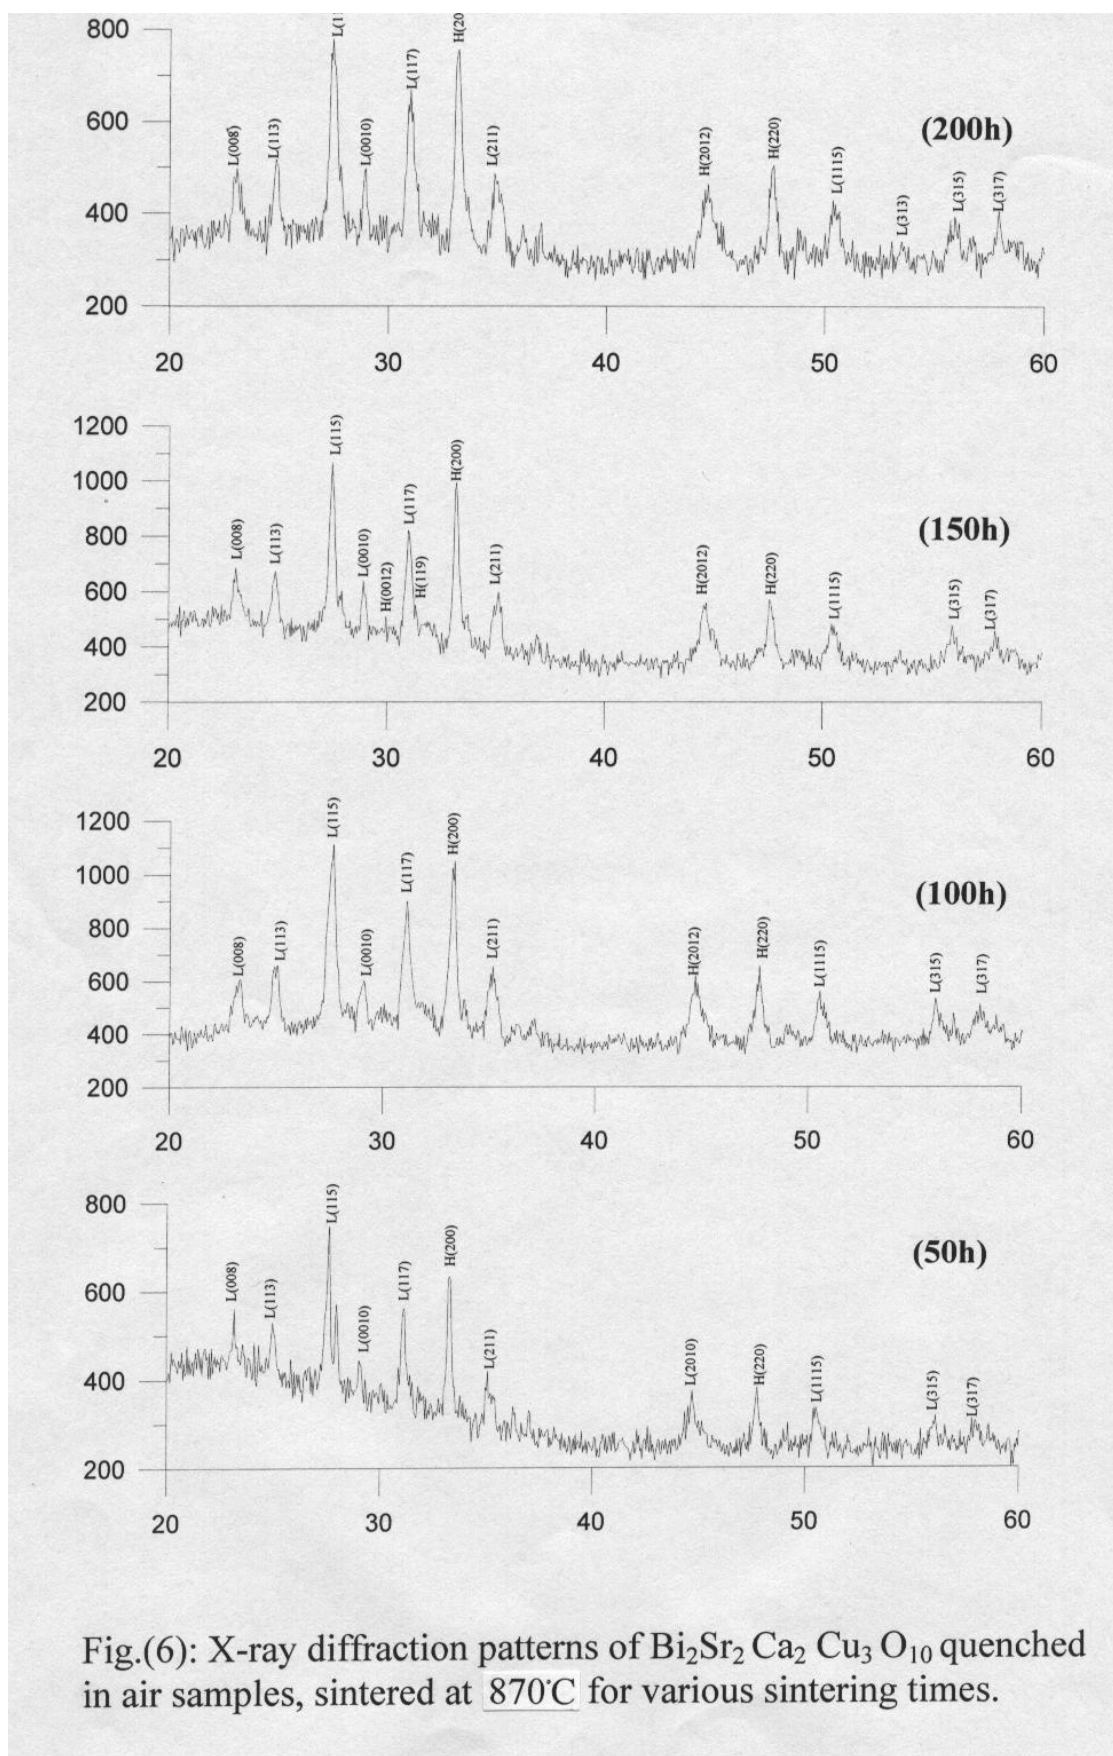 800
600
400
200
L(008)
L(113)
L(0010)
L(117)
L(211)
H(2012)
H(220)
L(1115)
L(313)
L(315)
L(317)
(200h)
20 30 40 50 60
1200
1000
800
600
400
200
L(008)
L(113)
L(115)
L(0010)
H(0012)
L(117)
H(119)
H(200)
L(211)
H(2012)
H(220)
L(1115)
L(315)
L(317)
(150h)
20 30 40 50 60
1200
1000
800
600
400
200
L(008)
L(113)
L(115)
L(0010)
L(117)
H(200)
L(211)
H(2012)
H(220)
L(1115)
L(315)
L(317)
(100h)
20 30 40 50 60
800
600
400
200
L(008)
L(113)
L(115)
L(0010)
L(117)
H(200)
L(211)
L(2010)
H(220)
L(1115)
L(315)
L(317)
(50h)
20 30 40 50 60
Fig.(6): X-ray diffraction patterns of Bi₂Sr₂ Ca₂ Cu₃ O₁₀ quenched
in air samples, sintered at 870°C for various sintering times.